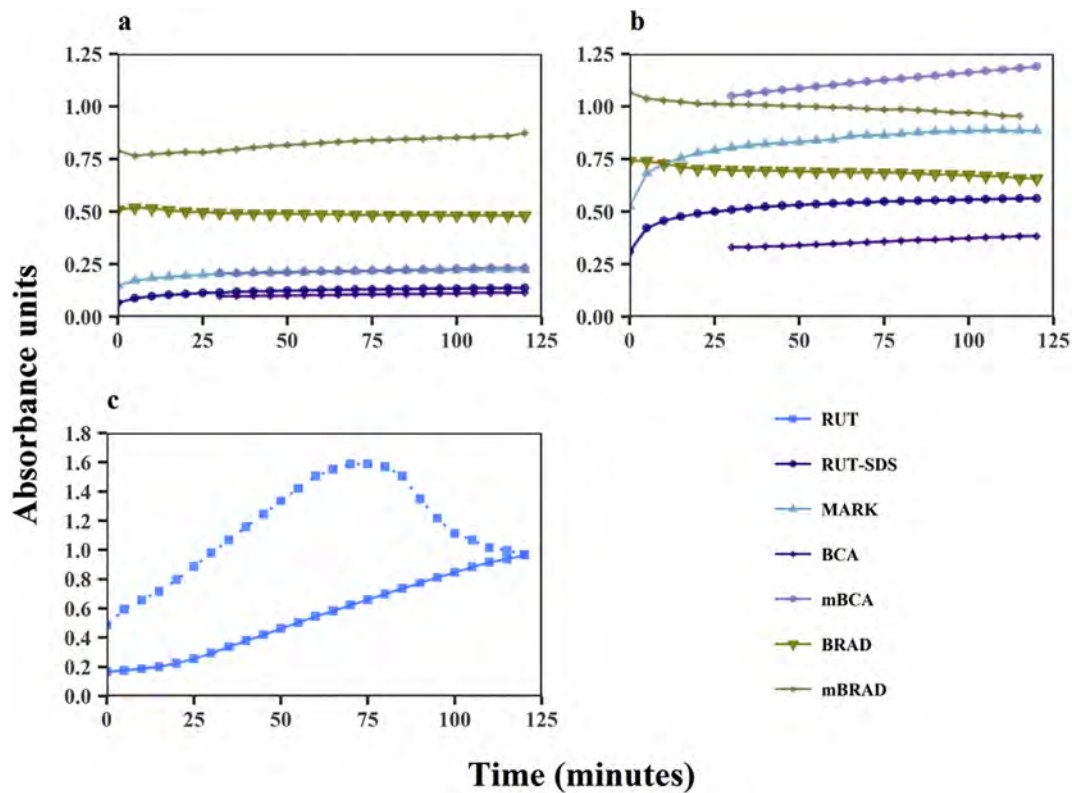 a
b
1.25
1.00
0.75
0.50
0.25
0.00
0 25 50 75 100 125
1.25
1.00
0.75
0.50
0.25
0.00
0 25 50 75 100 125
c
1.8
1.6
1.4
1.2
1.0
0.8
0.6
0.4
0.2
0.0
0 25 50 75 100 125
RUT
RUT-SDS
MARK
BCA
mBCA
BRAD
mBRAD
Absorbance units
Time (minutes)